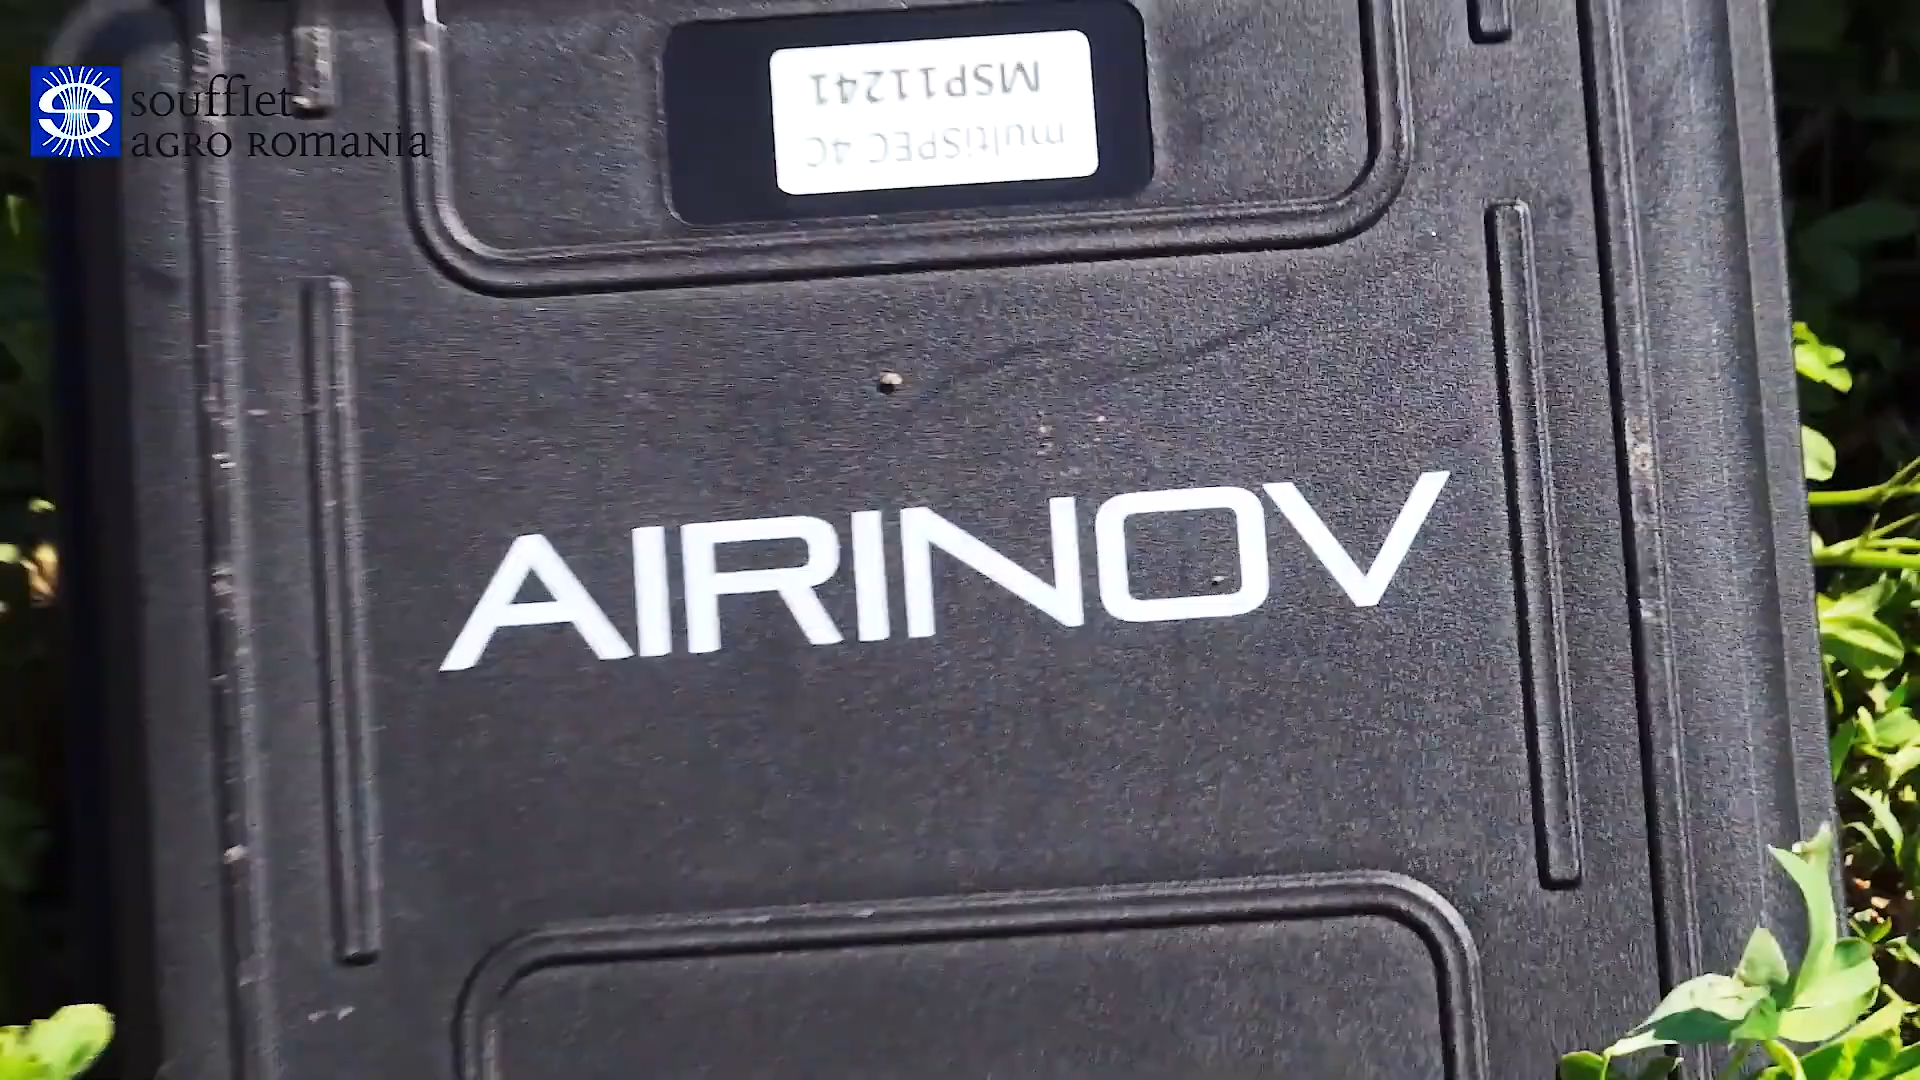 soufflet
AGRO ROMANIA
multiSPEC 4C
MSP11241
AIRINOV